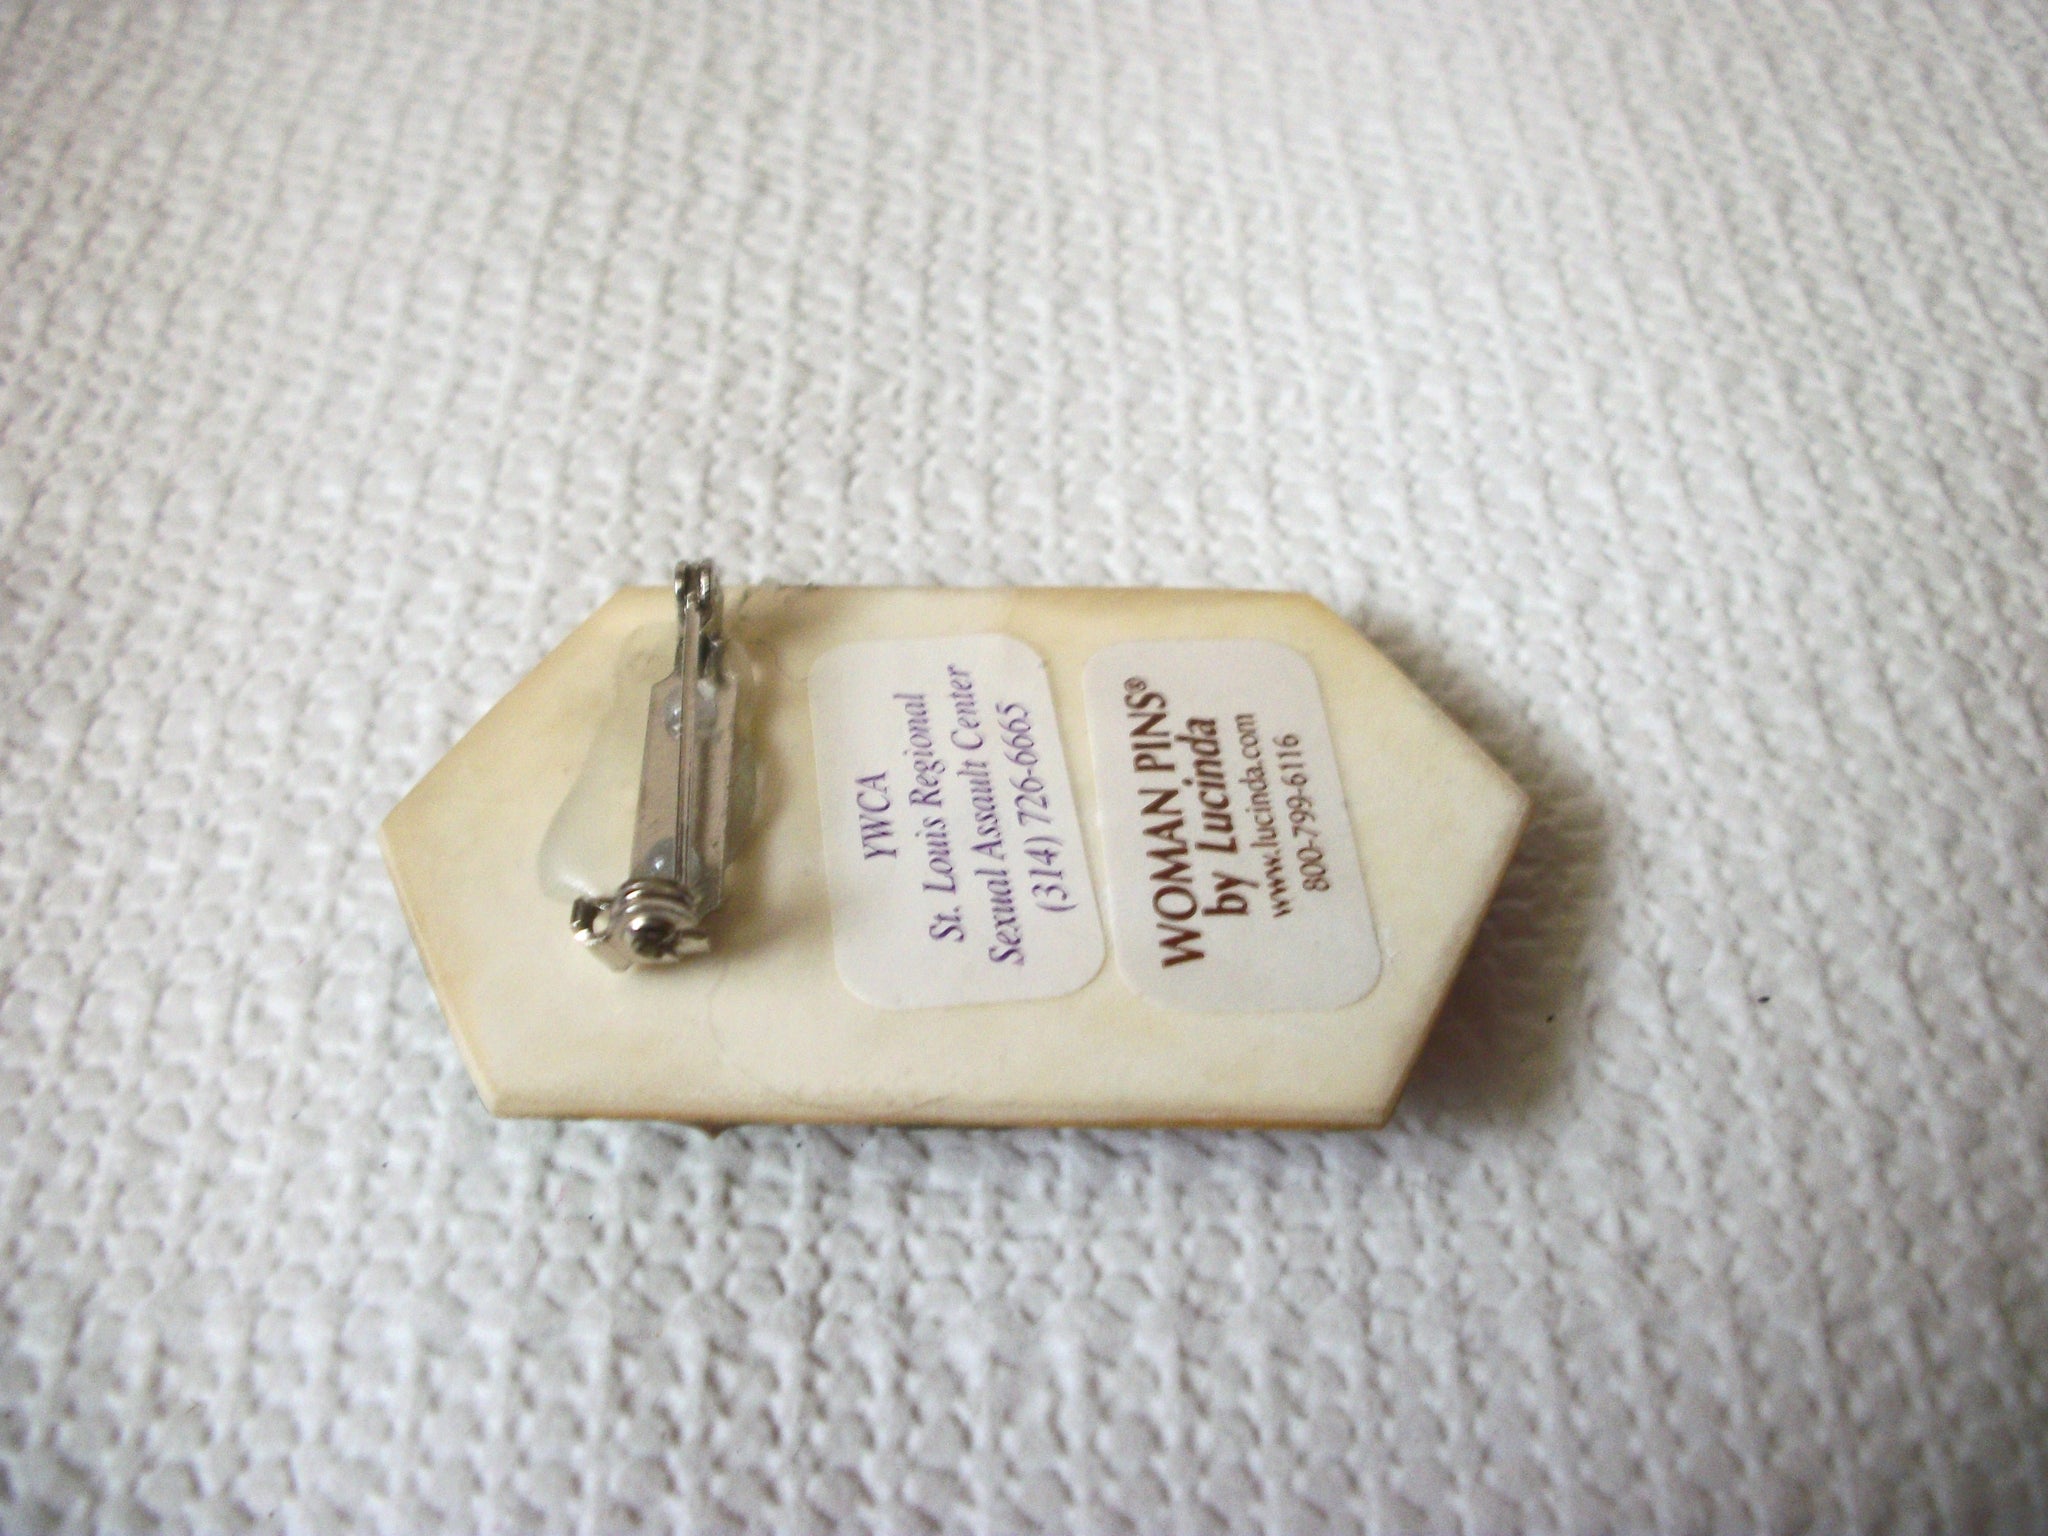 YWCA
St. Louis Regional
Sexual Assault Center
(314) 726-6665
WOMAN PINS®
by Lucinda
www.lucinda.com
800-799-6116